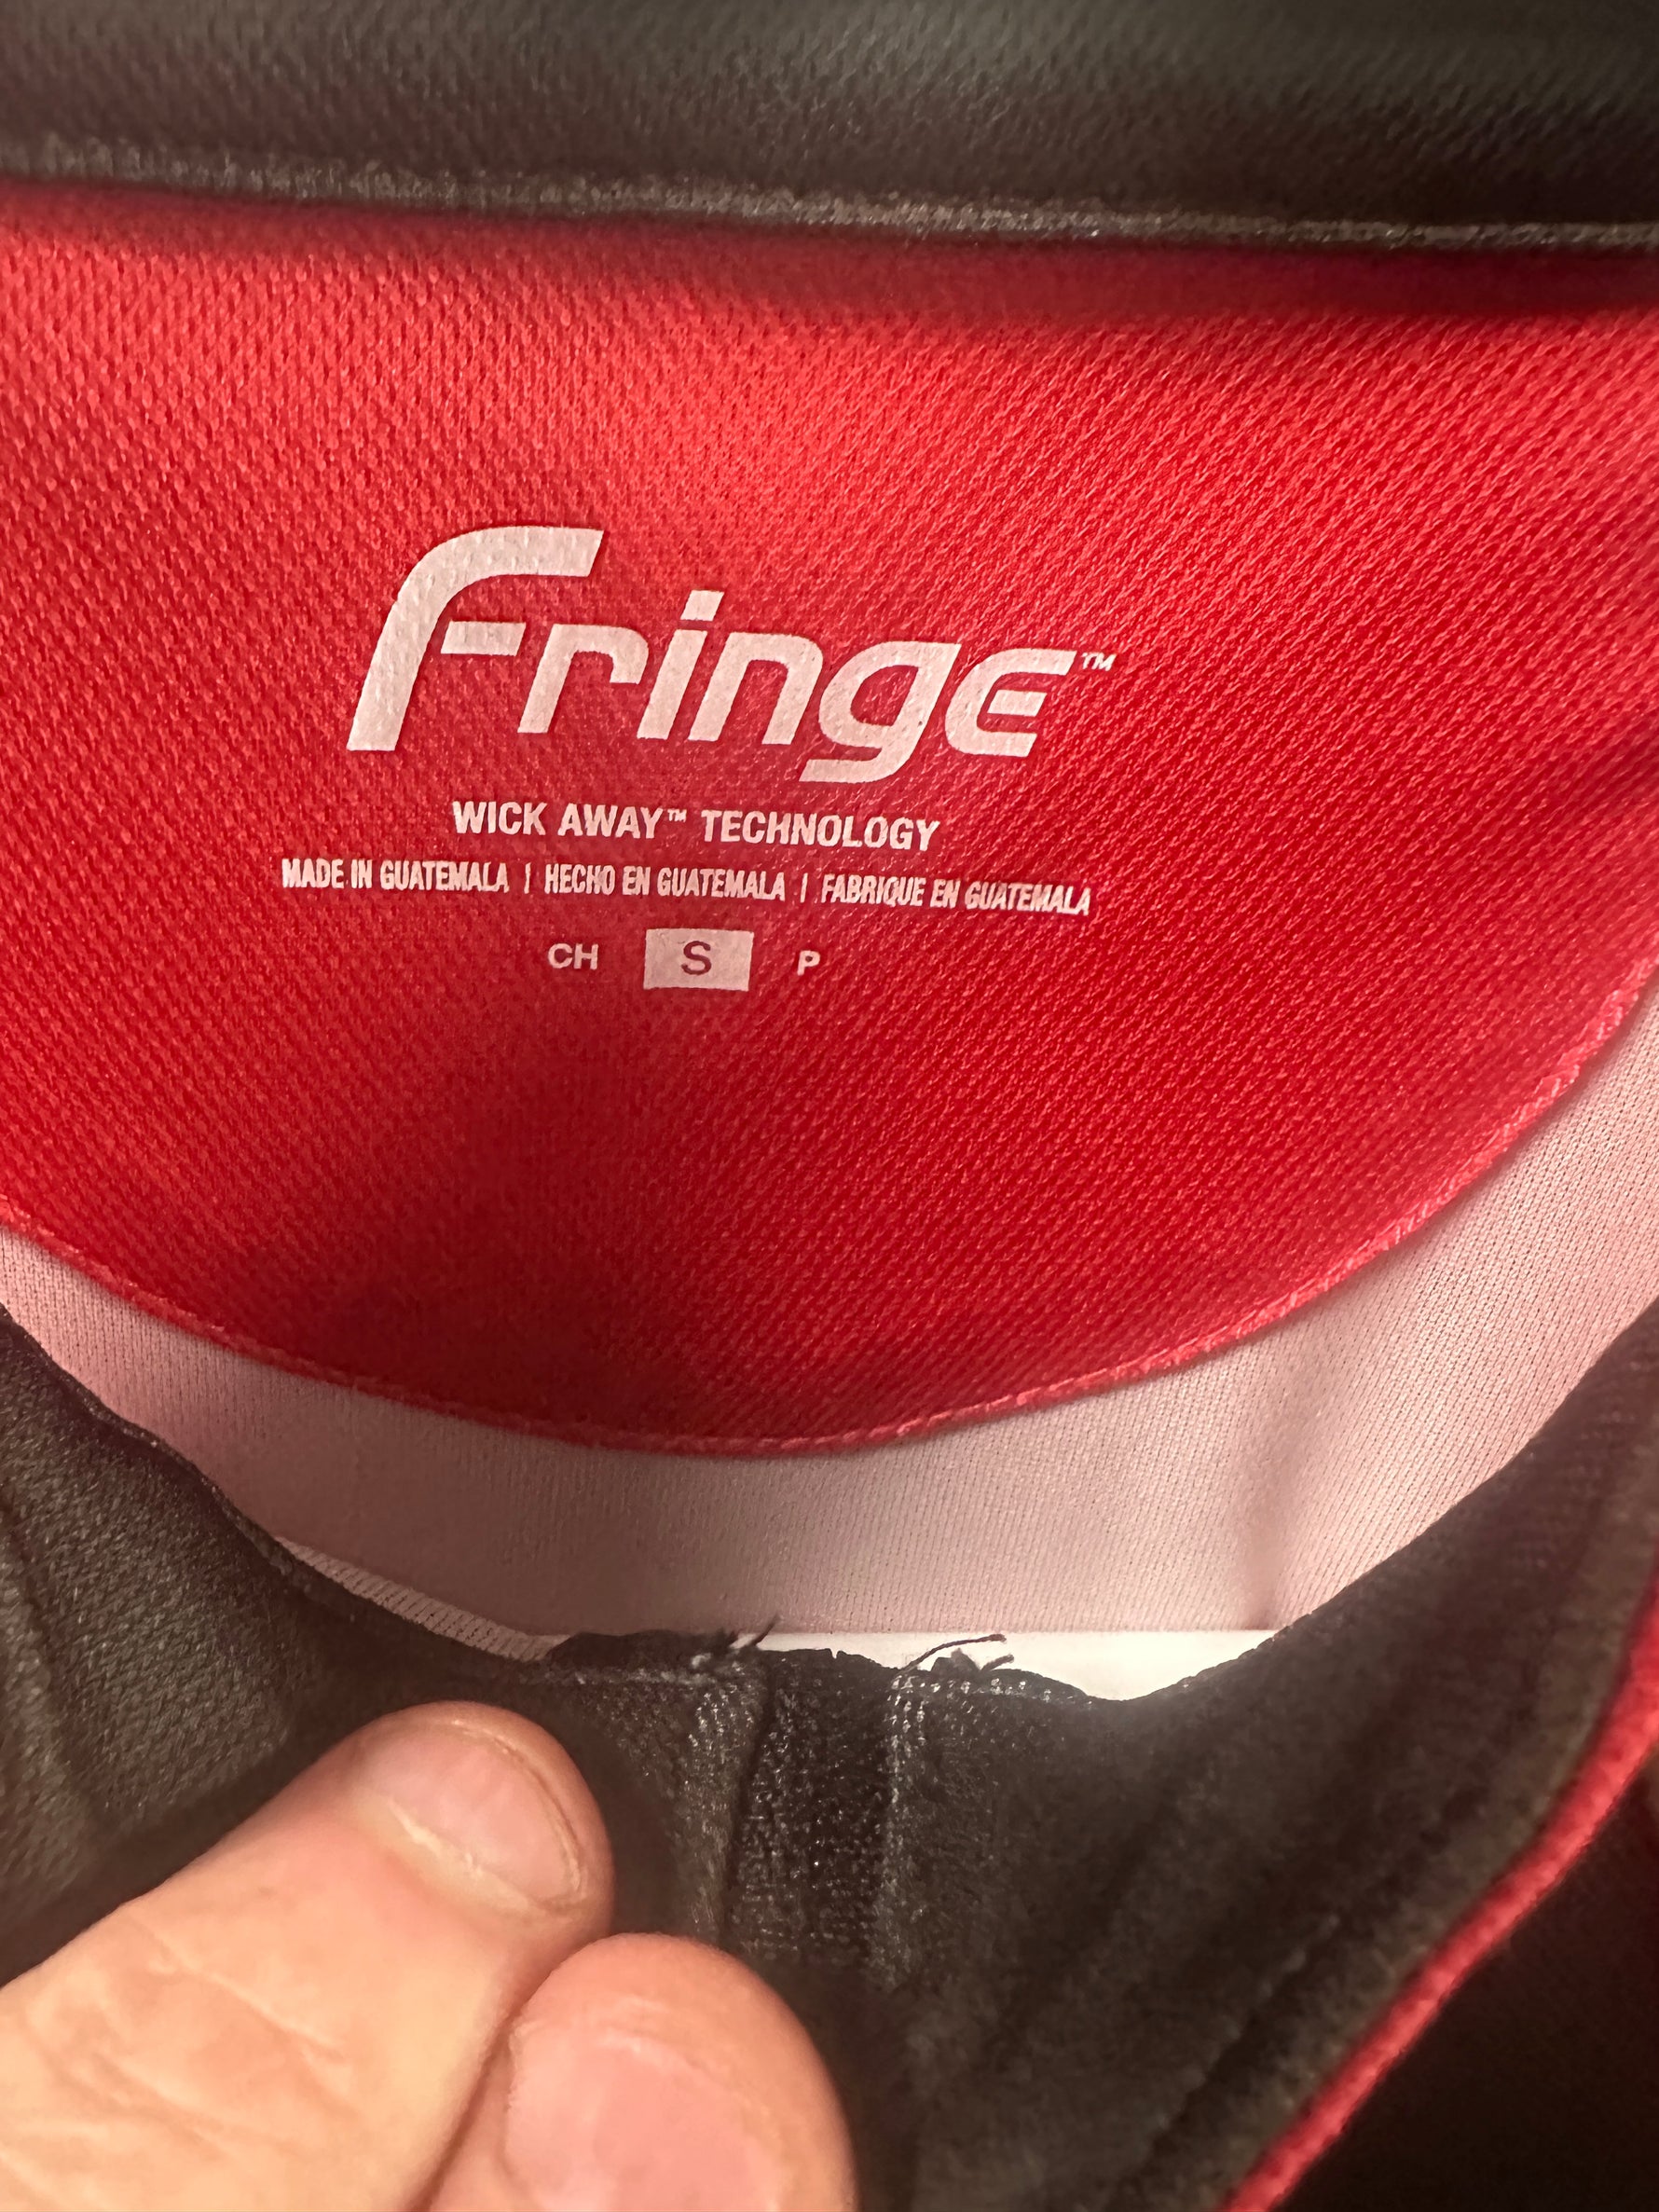 Fringe™
WICK AWAY™ TECHNOLOGY
MADE IN GUATEMALA | HECHO EN GUATEMALA | FABRIQUE EN GUATEMALA
CH S P